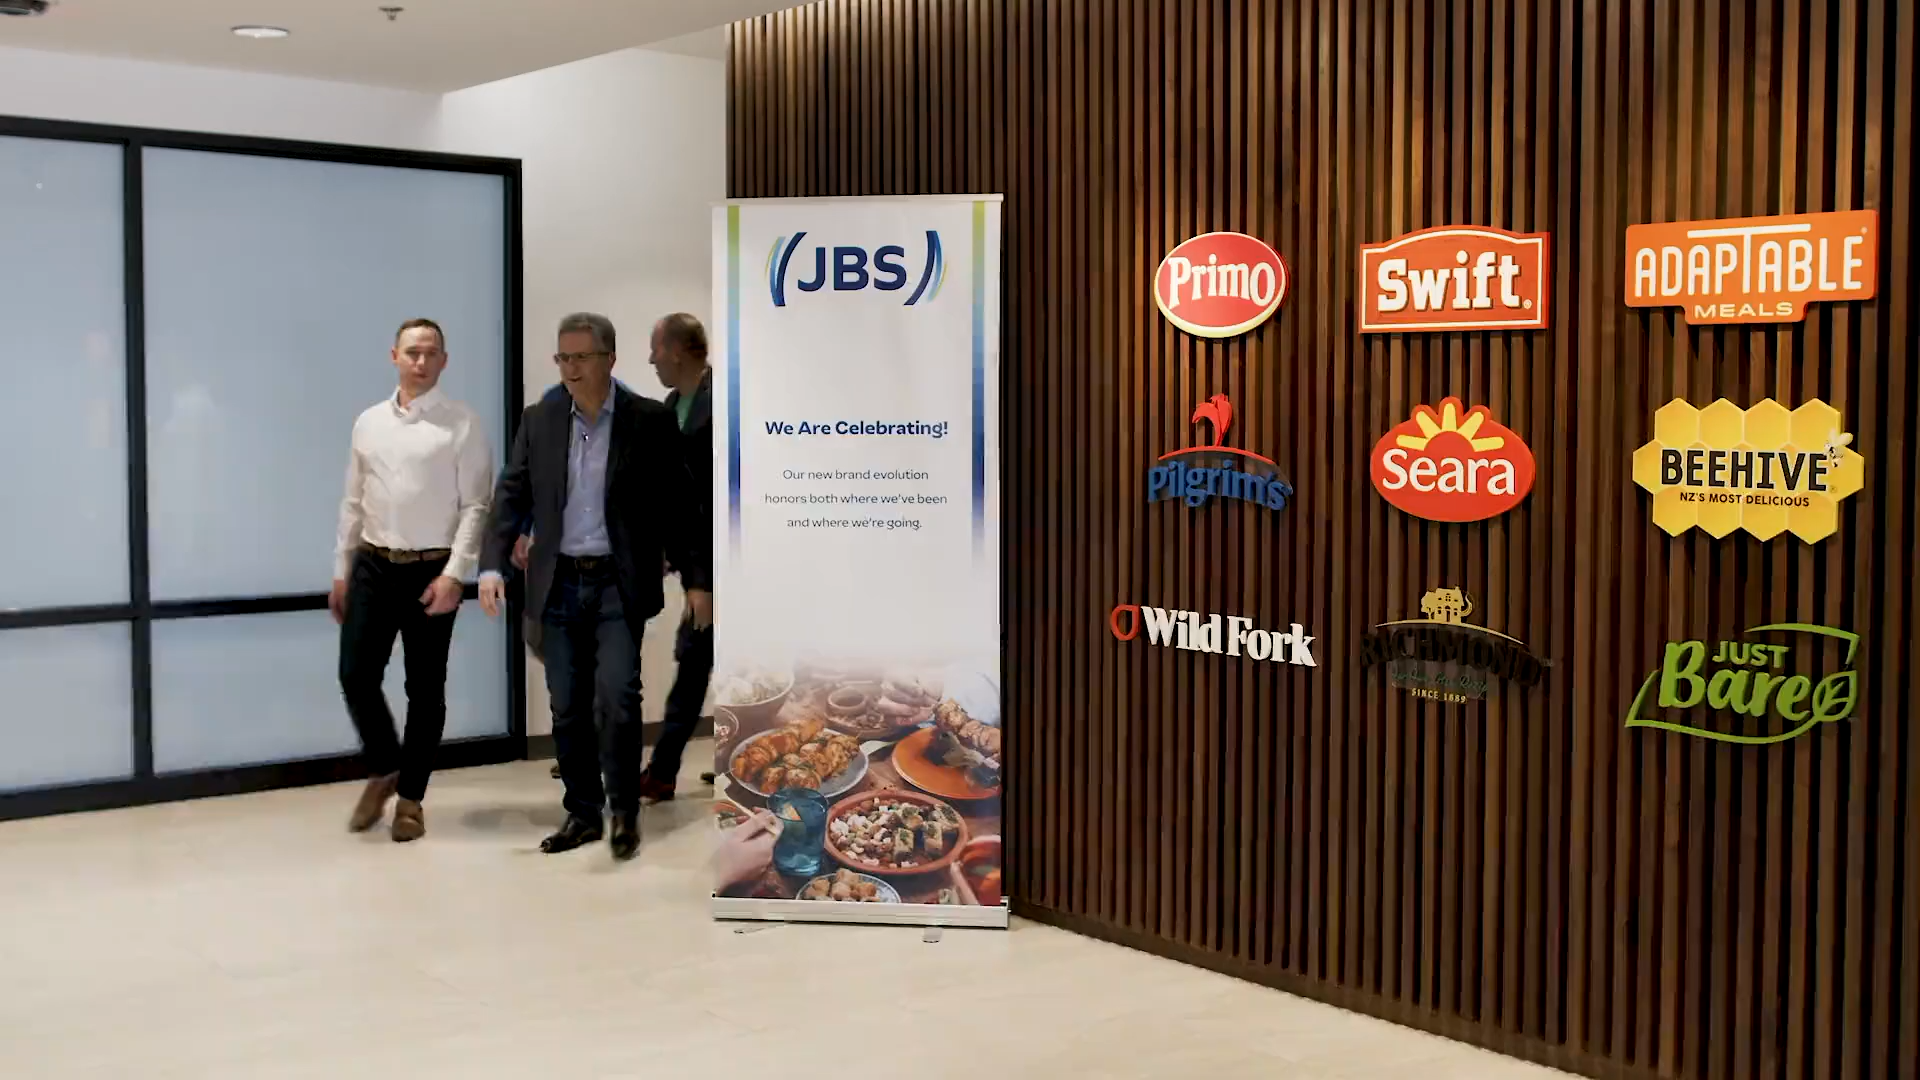 JBS
We Are Celebrating!
Our new brand evolution
honors both where we've been
and where we're going.
Primo
Swift
ADAPTABLE
MEALS
Pilgrim's
Seara
BEEHIVE
NZ'S MOST DELICIOUS
Wild Fork
RICHMOND
SINCE 1889
JUST
Bare